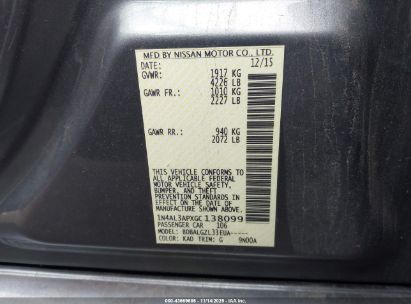 MFD BY NISSAN MOTOR CO., LTD.
DATE: 12/15
GVWR: 1917 KG
4226 LB
GAWR FR.: 1010 KG
2227 LB
GAWR RR.: 940 KG
2072 LB
THIS VEHICLE CONFORMS TO
ALL APPLICABLE FEDERAL MOTOR
VEHICLE SAFETY,
BUMPER, AND THEFT
PREVENTION STANDARDS
IN EFFECT ON THE DATE OF
MANUFACTURE SHOWN ABOVE.
1N4AL3APXGC138099
PASSENGER CAR 106
MODEL: BDBALGZL33EUA-----
COLOR: KAD TRIM: G 9N00A